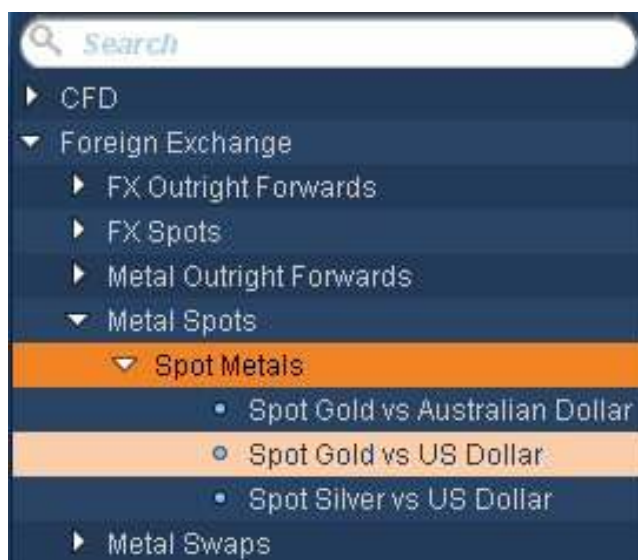 Search
CFD
Foreign Exchange
FX Outright Forwards
FX Spots
Metal Outright Forwards
Metal Spots
Spot Metals
Spot Gold vs Australian Dollar
Spot Gold vs US Dollar
Spot Silver vs US Dollar
Metal Swaps